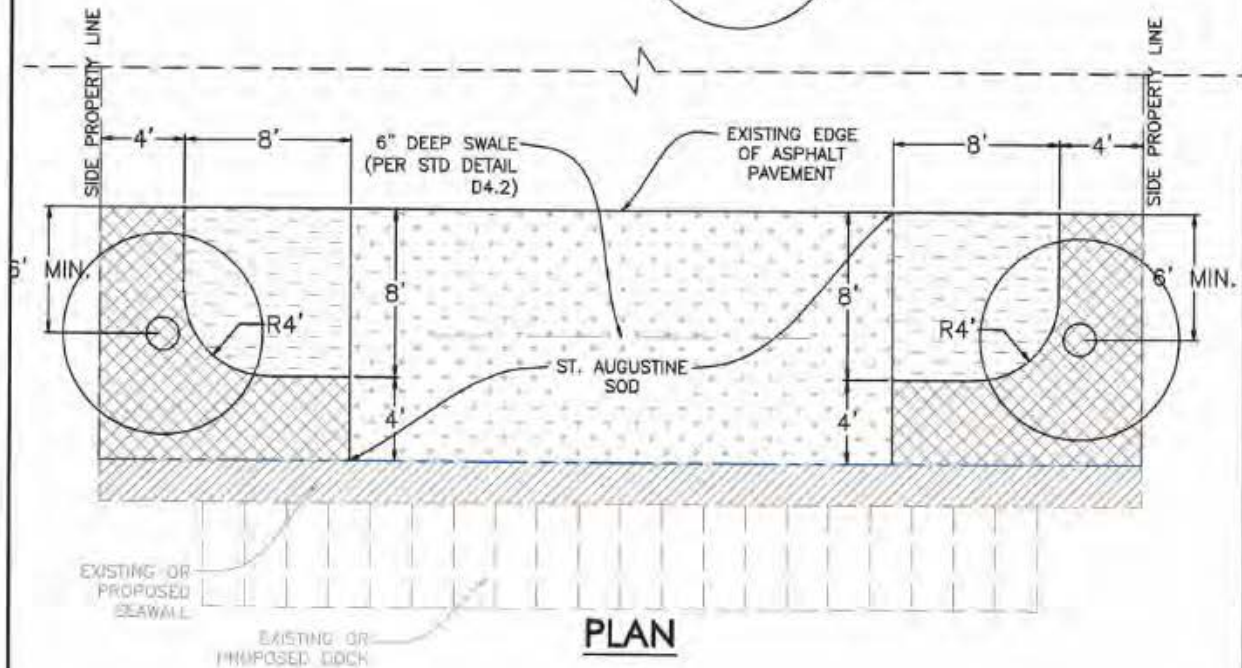 SIDE PROPERTY LINE
SIDE PROPERTY LINE
4'
8'
6" DEEP SWALE
(PER STD DETAIL
D4.2)
EXISTING EDGE
OF ASPHALT
PAVEMENT
8'
4'
6' MIN.
6' MIN.
8'
8'
R4'
R4'
ST. AUGUSTINE
SOD
4'
4'
EXISTING OR
PROPOSED
SEAWALL
EXISTING OR
PROPOSED DOCK
PLAN